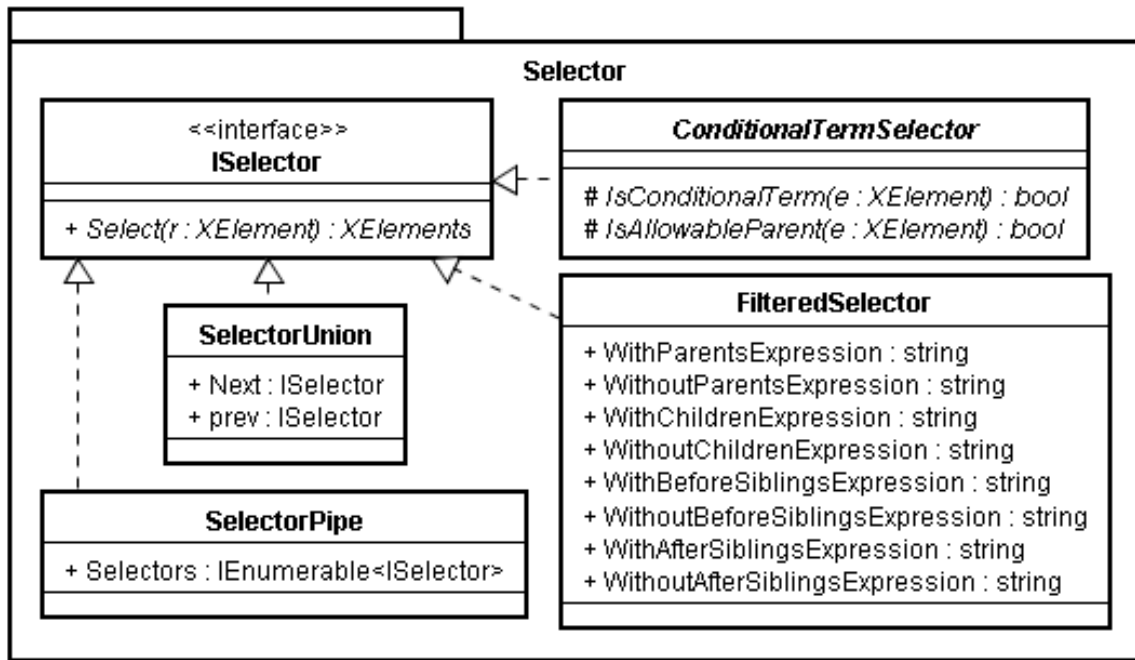 Selector
<<interface>>
ISelector
+ Select(r : XElement) : XElements
ConditionalTermSelector
# IsConditionalTerm(e : XElement) : bool
# IsAllowableParent(e : XElement) : bool
SelectorUnion
+ Next : ISelector
+ prev : ISelector
FilteredSelector
+ WithParentsExpression : string
+ WithoutParentsExpression : string
+ WithChildrenExpression : string
+ WithoutChildrenExpression : string
+ WithBeforeSiblingsExpression : string
+ WithoutBeforeSiblingsExpression : string
+ WithAfterSiblingsExpression : string
+ WithoutAfterSiblingsExpression : string
SelectorPipe
+ Selectors : IEnumerable<ISelector>